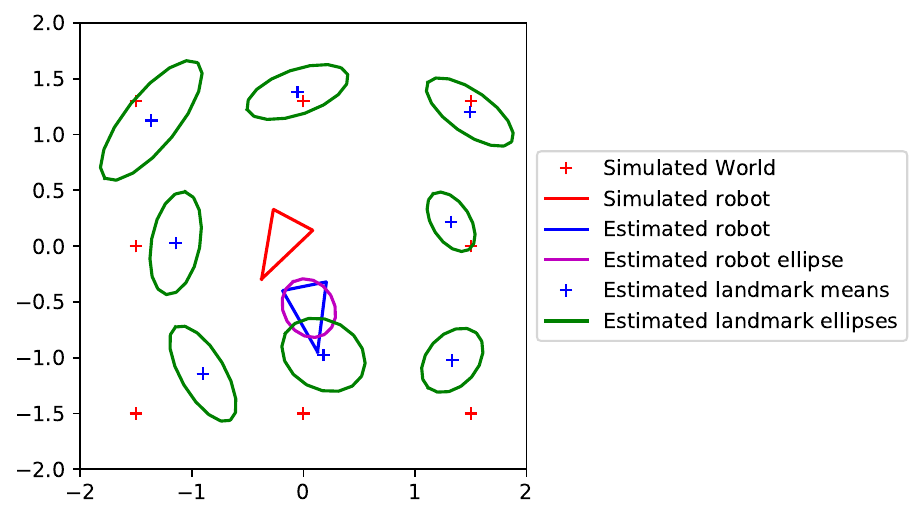 2.0
1.5
1.0
0.5
0.0
−0.5
−1.0
−1.5
−2.0
−2
−1
0
1
2
Simulated World
Simulated robot
Estimated robot
Estimated robot ellipse
Estimated landmark means
Estimated landmark ellipses